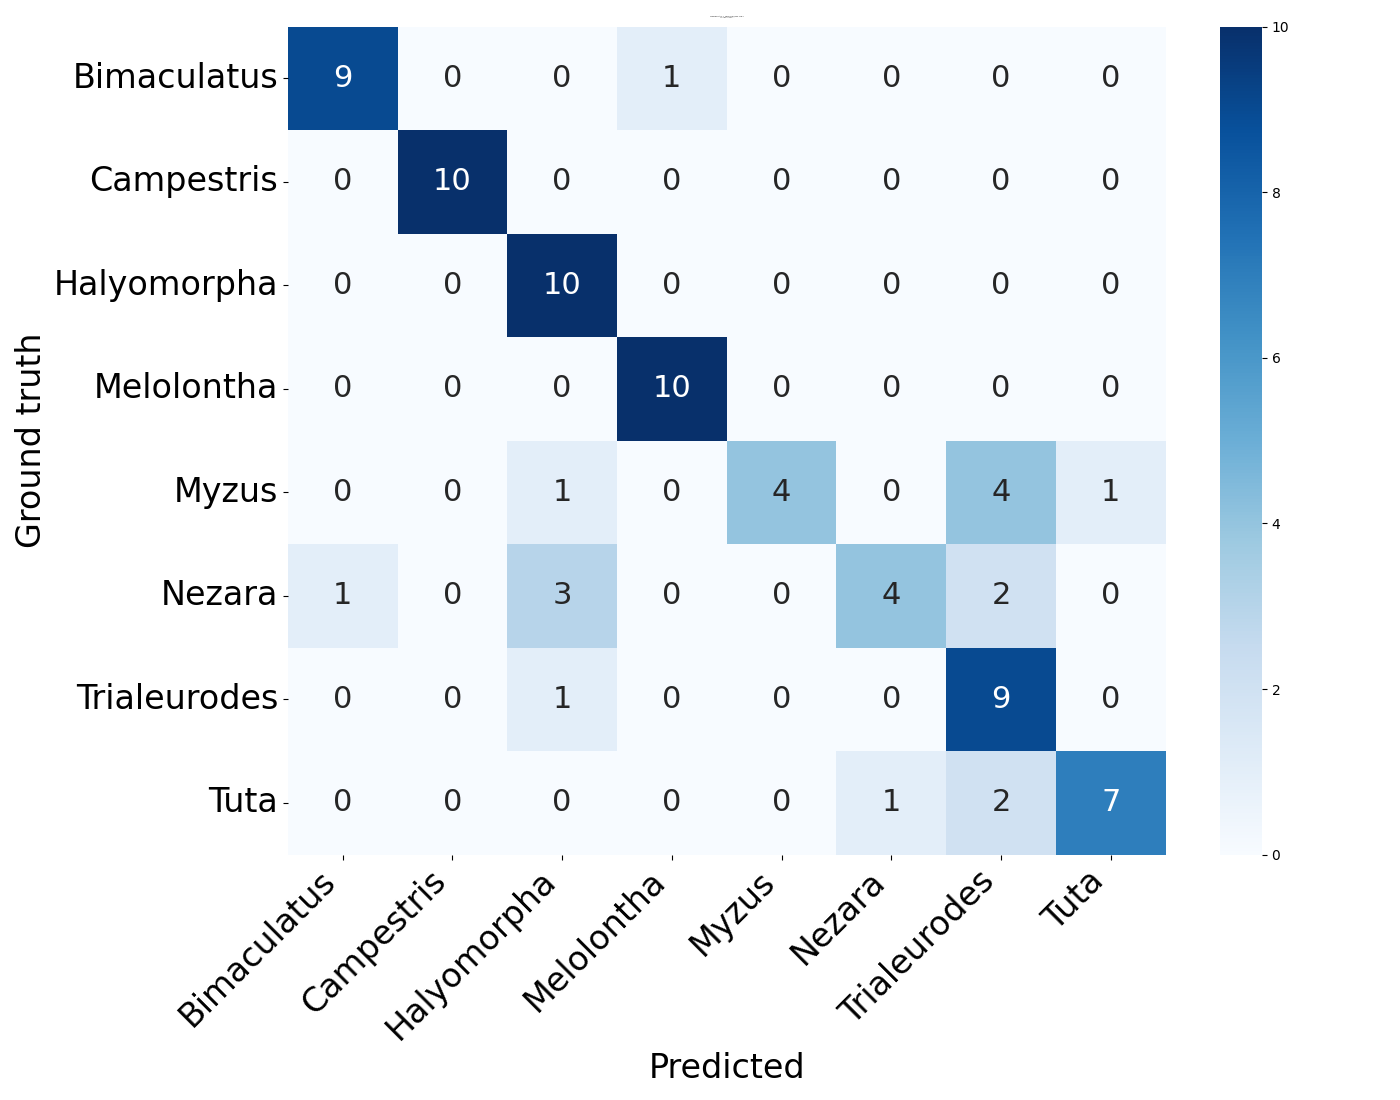 Bimaculatus 9 0 0 1 0 0 0 0
Campestris 0 10 0 0 0 0 0 0
Halyomorpha 0 0 10 0 0 0 0 0
Melolontha 0 0 0 10 0 0 0 0
Myzus 0 0 1 0 4 0 4 1
Nezara 1 0 3 0 0 4 2 0
Trialeurodes 0 0 1 0 0 0 9 0
Tuta 0 0 0 0 0 1 2 7
Ground truth
Bimaculatus Campestris Halyomorpha Melolontha Myzus Nezara Trialeurodes Tuta
Predicted
10
8
6
4
2
0